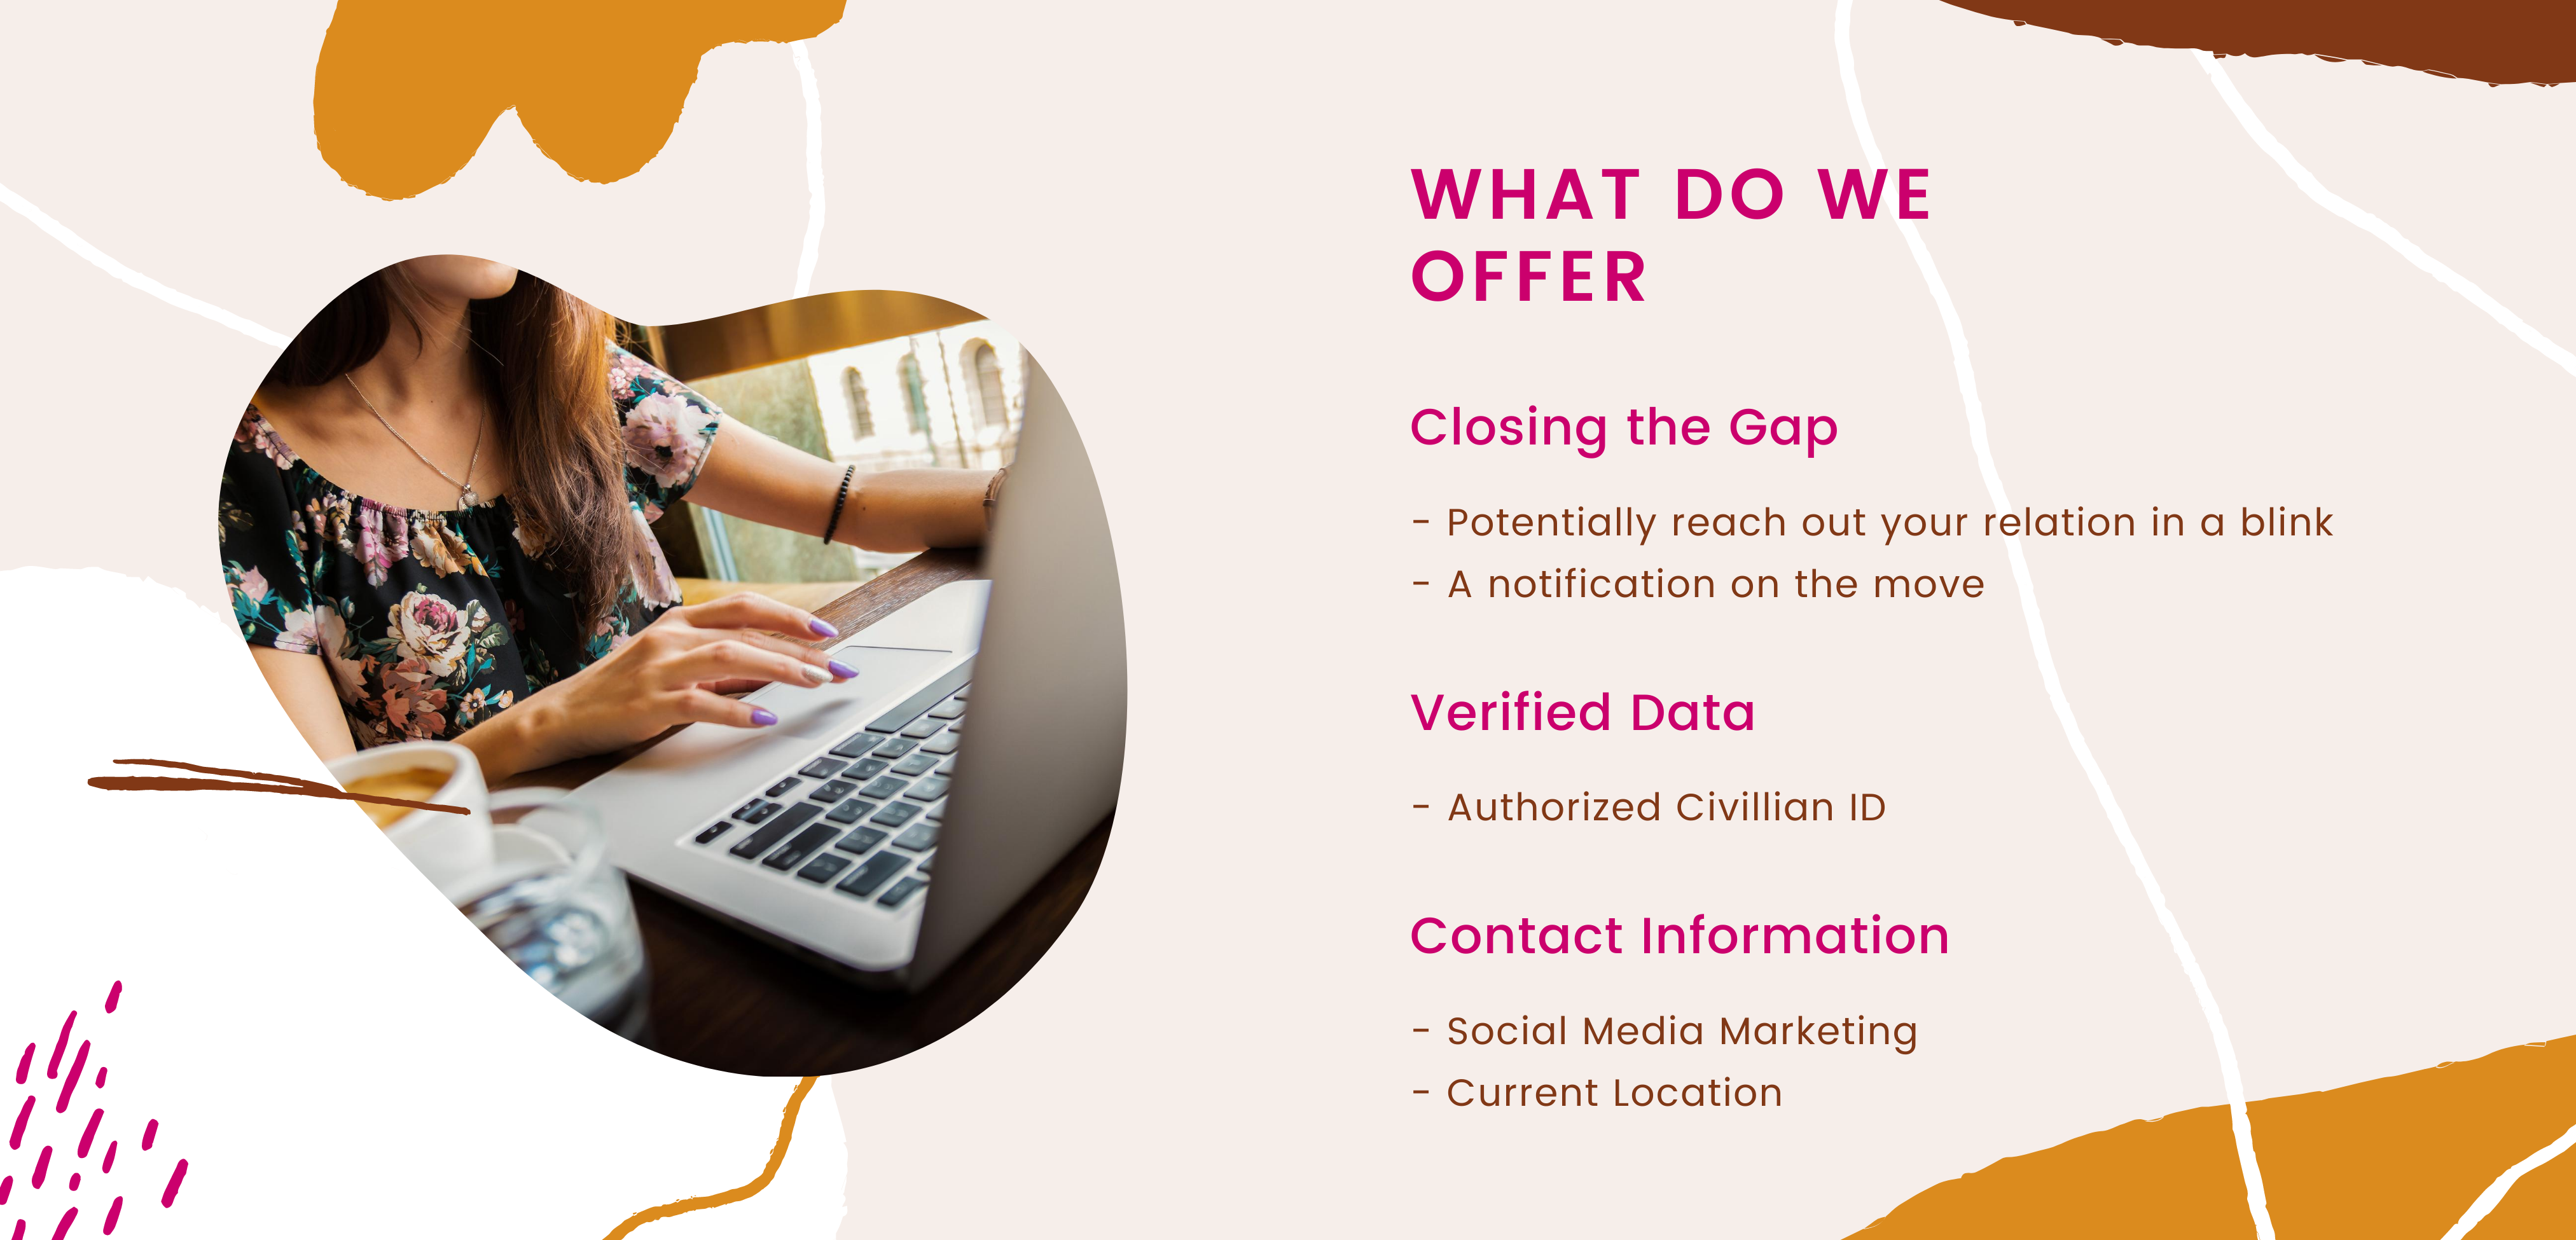 WHAT DO WE
OFFER
Closing the Gap
- Potentially reach out your relation in a blink
- A notification on the move
Verified Data
- Authorized Civillian ID
Contact Information
- Social Media Marketing
- Current Location